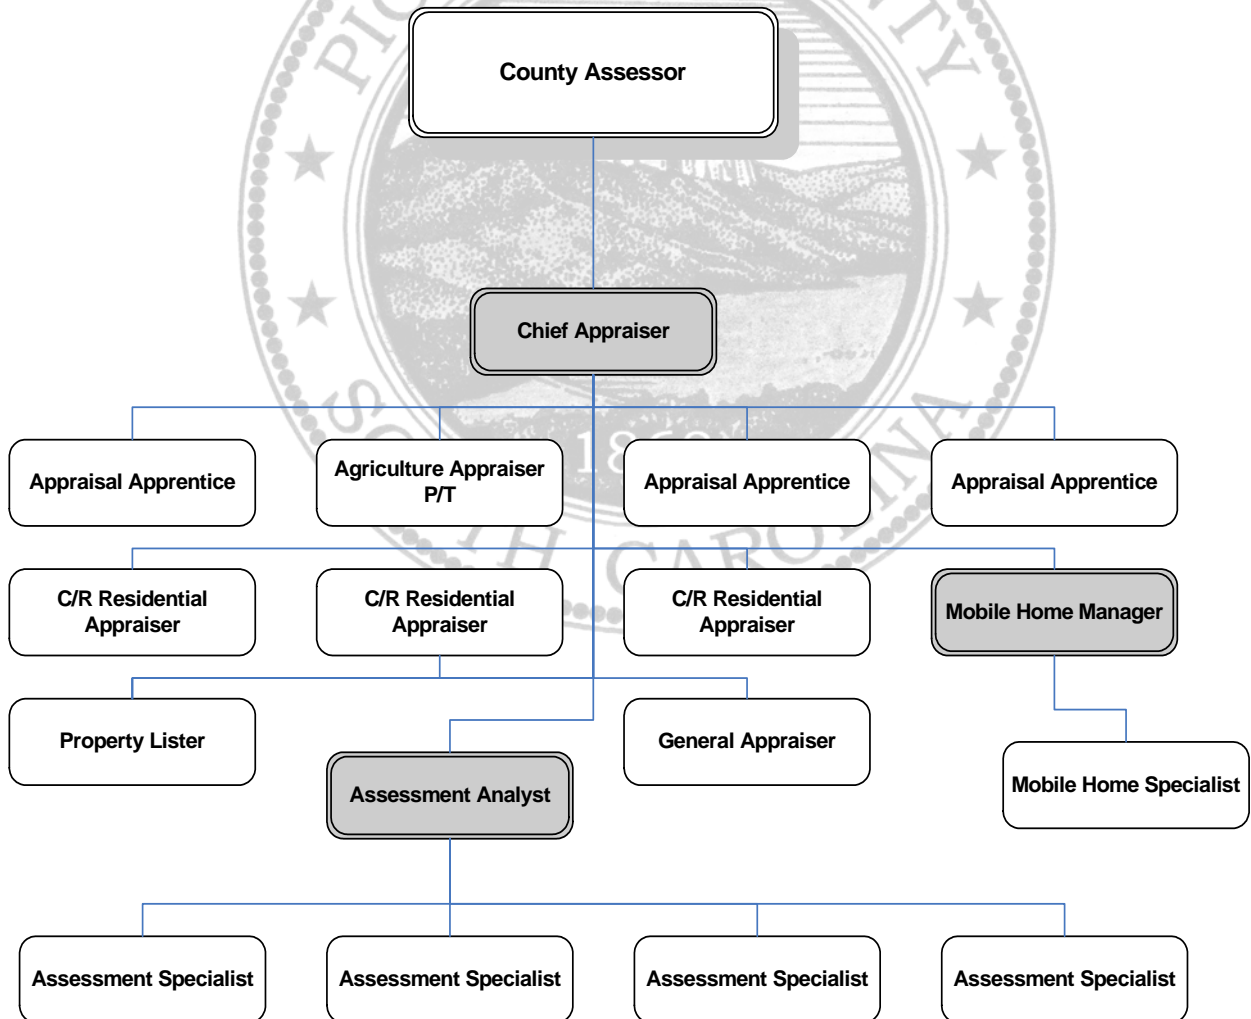 County Assessor
Chief Appraiser
Appraisal Apprentice
Agriculture Appraiser
P/T
Appraisal Apprentice
Appraisal Apprentice
C/R Residential
Appraiser
C/R Residential
Appraiser
C/R Residential
Appraiser
Mobile Home Manager
Property Lister
General Appraiser
Assessment Analyst
Mobile Home Specialist
Assessment Specialist
Assessment Specialist
Assessment Specialist
Assessment Specialist